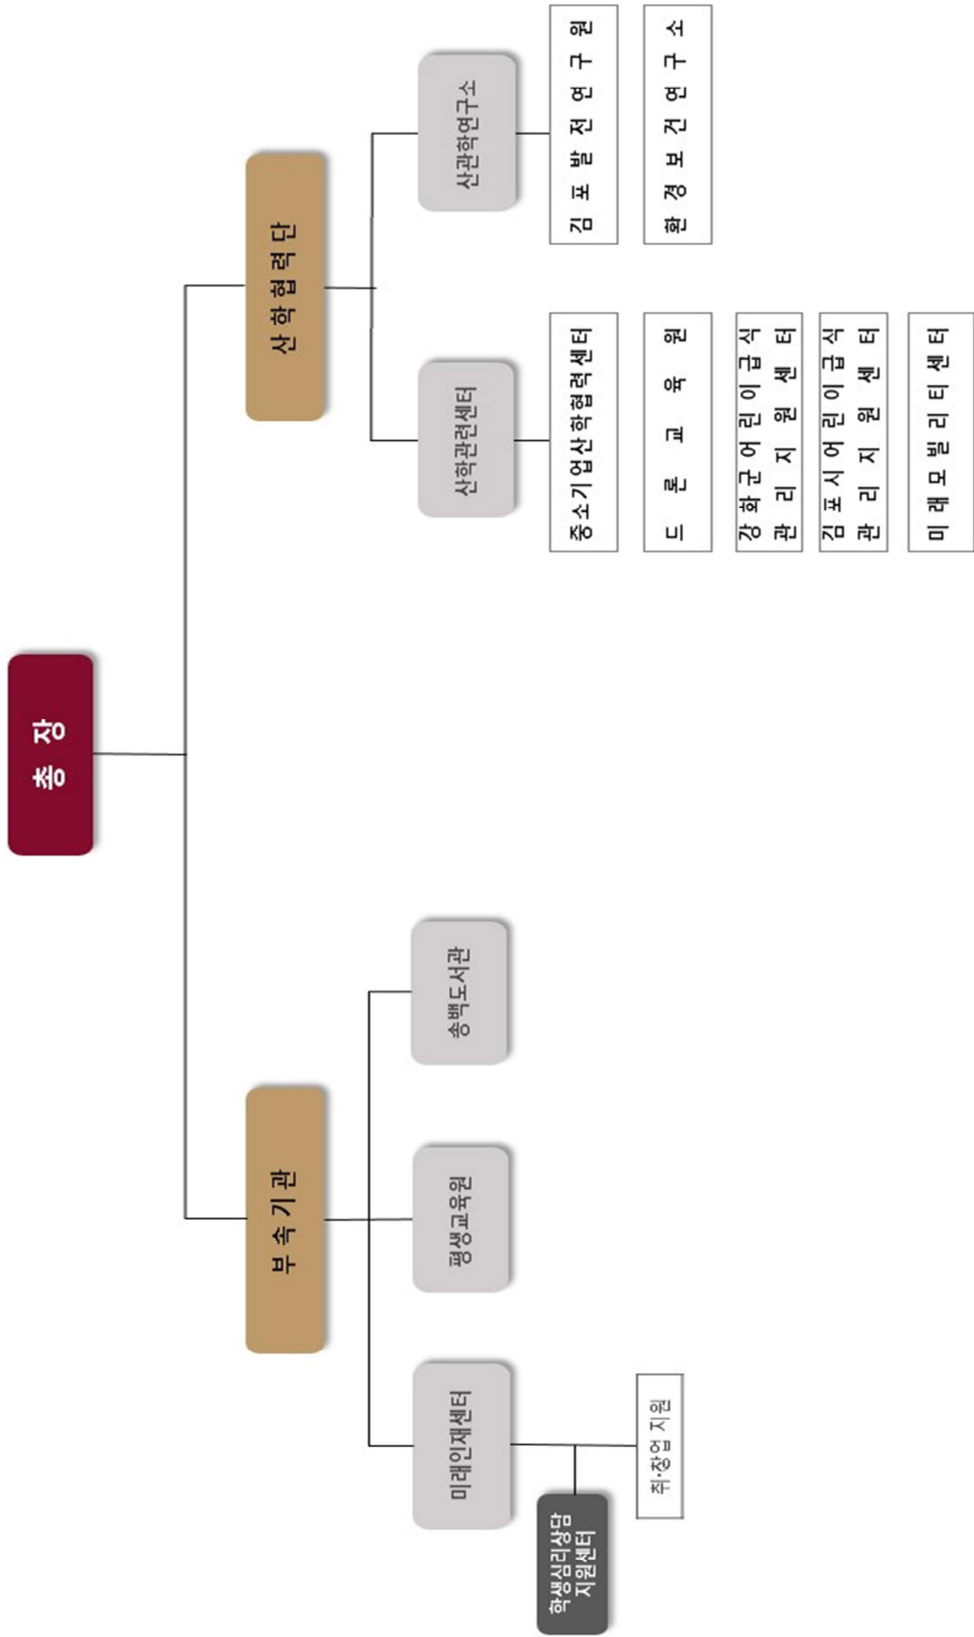 총 장
부 속 기 관
산 학 협 력 단
미래인재센터
평생교육원
송백도서관
산학관련센터
산관학연구소
학생심리상담
지원센터
취·창업 지원
중소기업산학협력센터
드 론 교 육 원
강화군어린이급식
관 리 지 원 센 터
김포시어린이급식
관 리 지 원 센 터
미래모빌리티센터
김 포 발 전 연 구 원
환 경 보 건 연 구 소